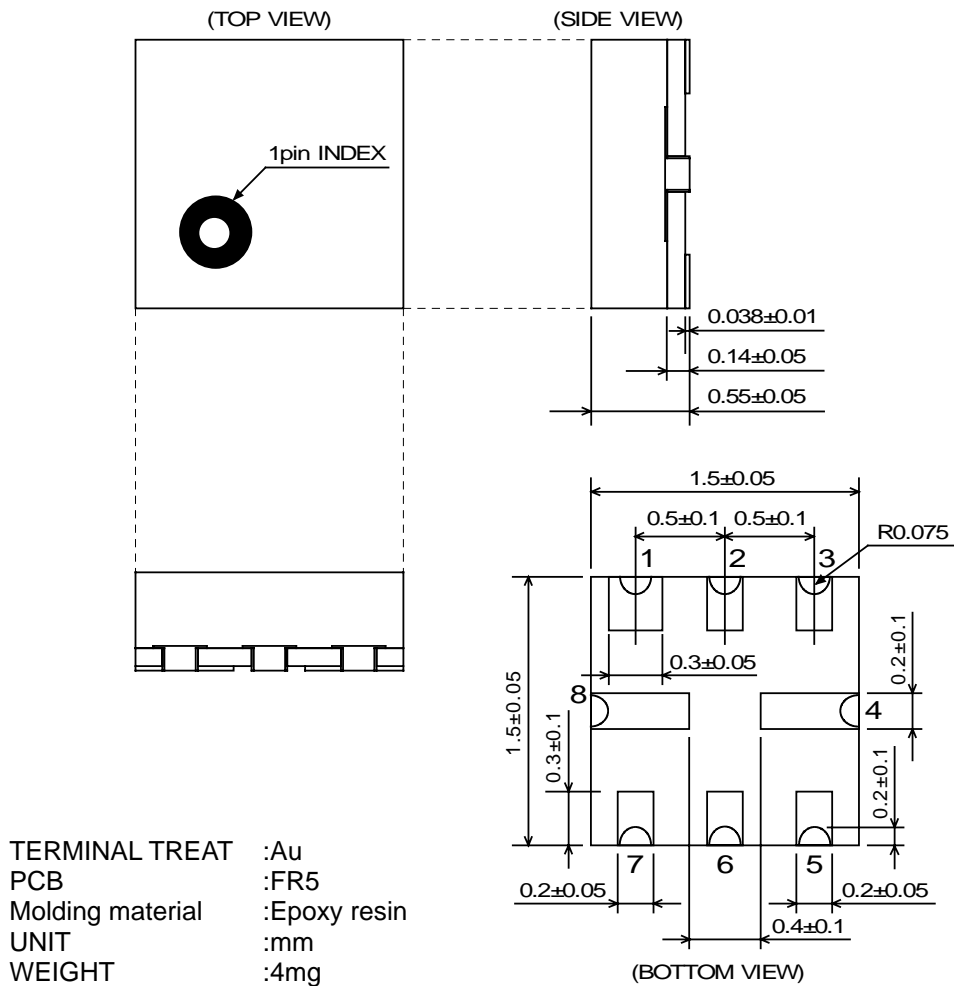 (TOP VIEW)
(SIDE VIEW)
1pin INDEX
0.038±0.01
0.14±0.05
0.55±0.05
1.5±0.05
0.5±0.1 0.5±0.1
R0.075
1 2 3
0.3±0.05
0.2±0.1
1.5±0.05
8
4
0.3±0.1
0.2±0.1
7 6 5
0.2±0.05
0.2±0.05
0.4±0.1
(BOTTOM VIEW)
TERMINAL TREAT :Au
PCB :FR5
Molding material :Epoxy resin
UNIT :mm
WEIGHT :4mg